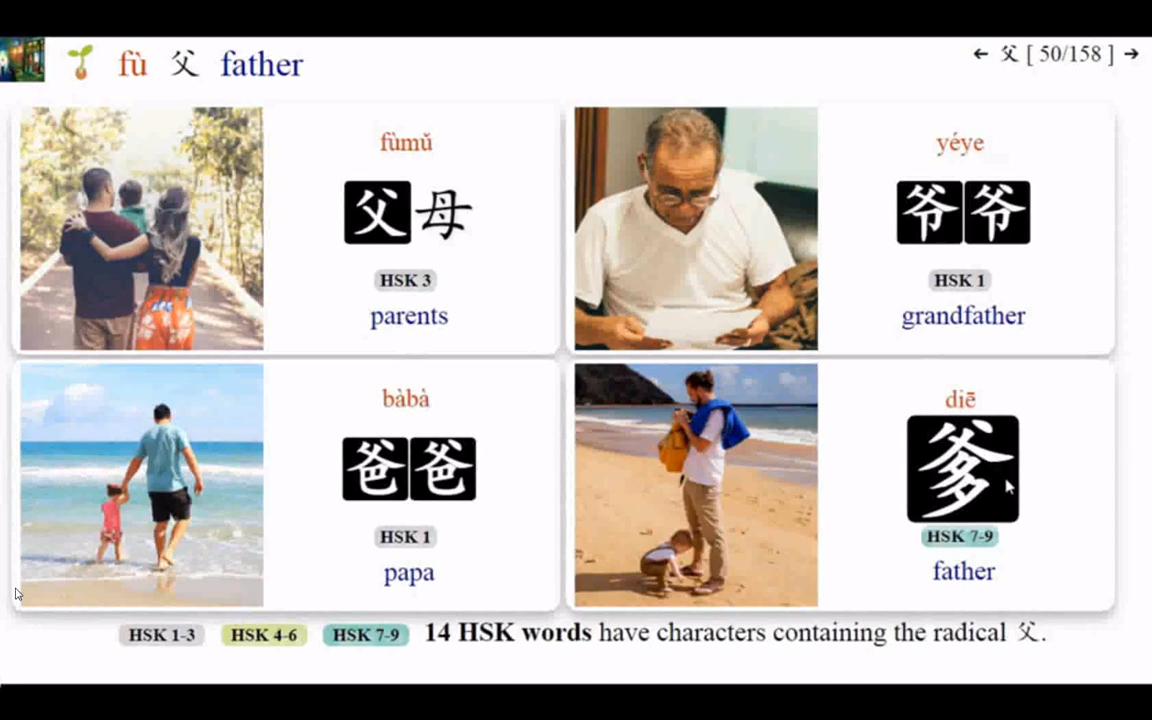 fù 父 father
← 父 [ 50/158 ] →
fùmǔ
父母
HSK 3
parents
yéye
爷爷
HSK 1
grandfather
bàbà
爸爸
HSK 1
papa
diē
爹
HSK 7-9
father
HSK 1-3 HSK 4-6 HSK 7-9 14 HSK words have characters containing the radical 父.